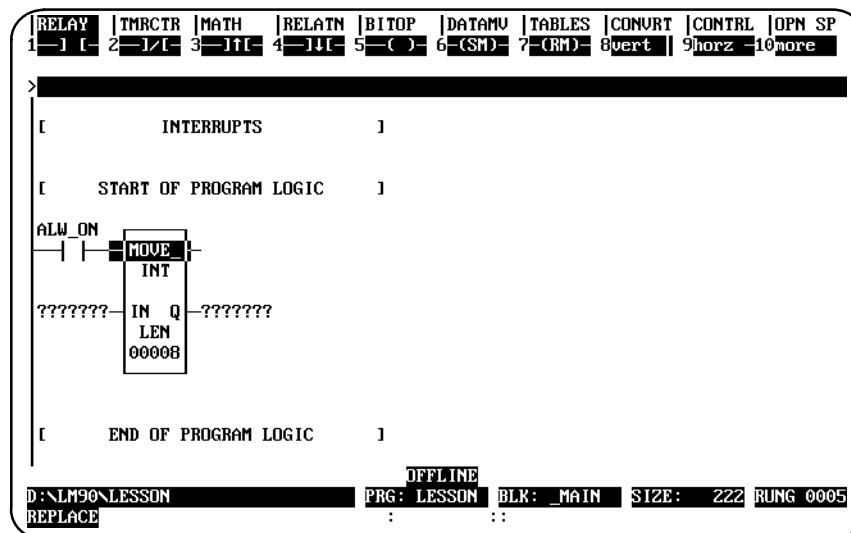 |RELAY |TMRCTR |MATH |RELATN |BITOP |DATAMV |TABLES |CONVRT |CONTRL |OPN SP
1—] [— 2—]/[— 3—]↑[— 4—]↓[— 5—( )— 6—(SM)— 7—(RM)— 8vert | 9horz — 10more
>
[ INTERRUPTS ]
[ START OF PROGRAM LOGIC ]
ALW_ON
MOVE_
INT
???????—IN Q—???????
LEN
00008
[ END OF PROGRAM LOGIC ]
OFFLINE
D:\LM90\LESSON PRG: LESSON BLK: _MAIN SIZE: 222 RUNG 0005
REPLACE : ::